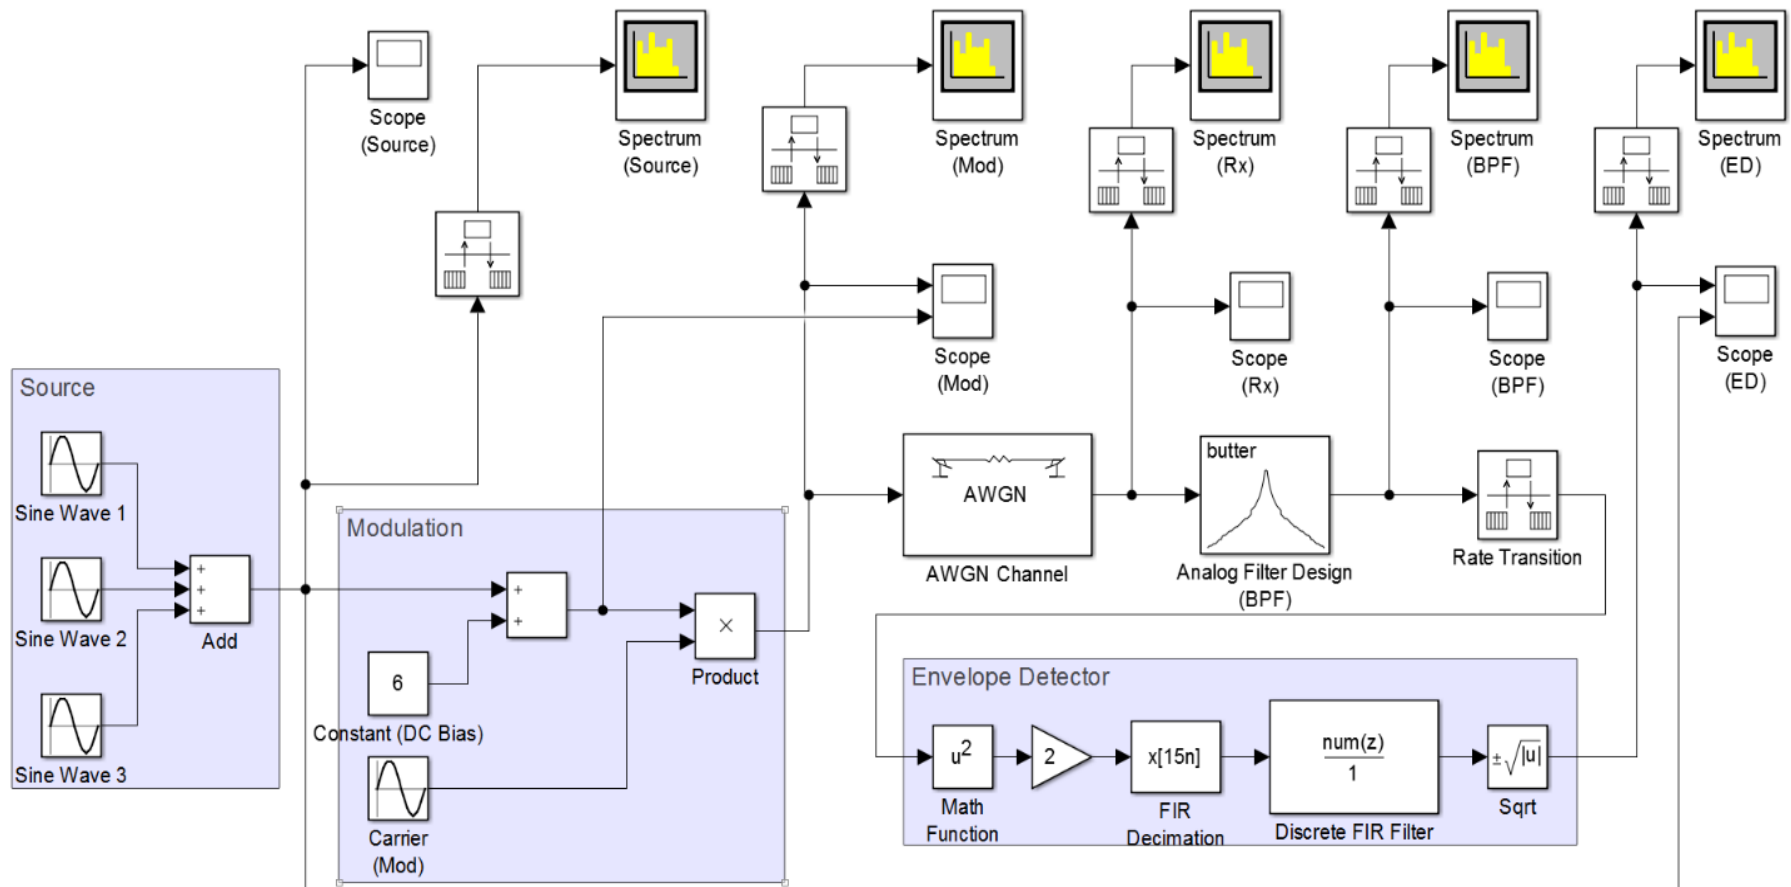 Scope
(Source)
Spectrum
(Source)
Spectrum
(Mod)
Spectrum
(Rx)
Spectrum
(BPF)
Spectrum
(ED)
Scope
(Mod)
Scope
(Rx)
Scope
(BPF)
Scope
(ED)
Source
Sine Wave 1
Sine Wave 2
Sine Wave 3
+
+
+
Add
Modulation
+
+
6
Constant (DC Bias)
Carrier
(Mod)
×
Product
AWGN
AWGN Channel
butter
Analog Filter Design
(BPF)
Rate Transition
Envelope Detector
u²
Math
Function
2
x[15n]
FIR
Decimation
num(z)
1
Discrete FIR Filter
±√|u|
Sqrt